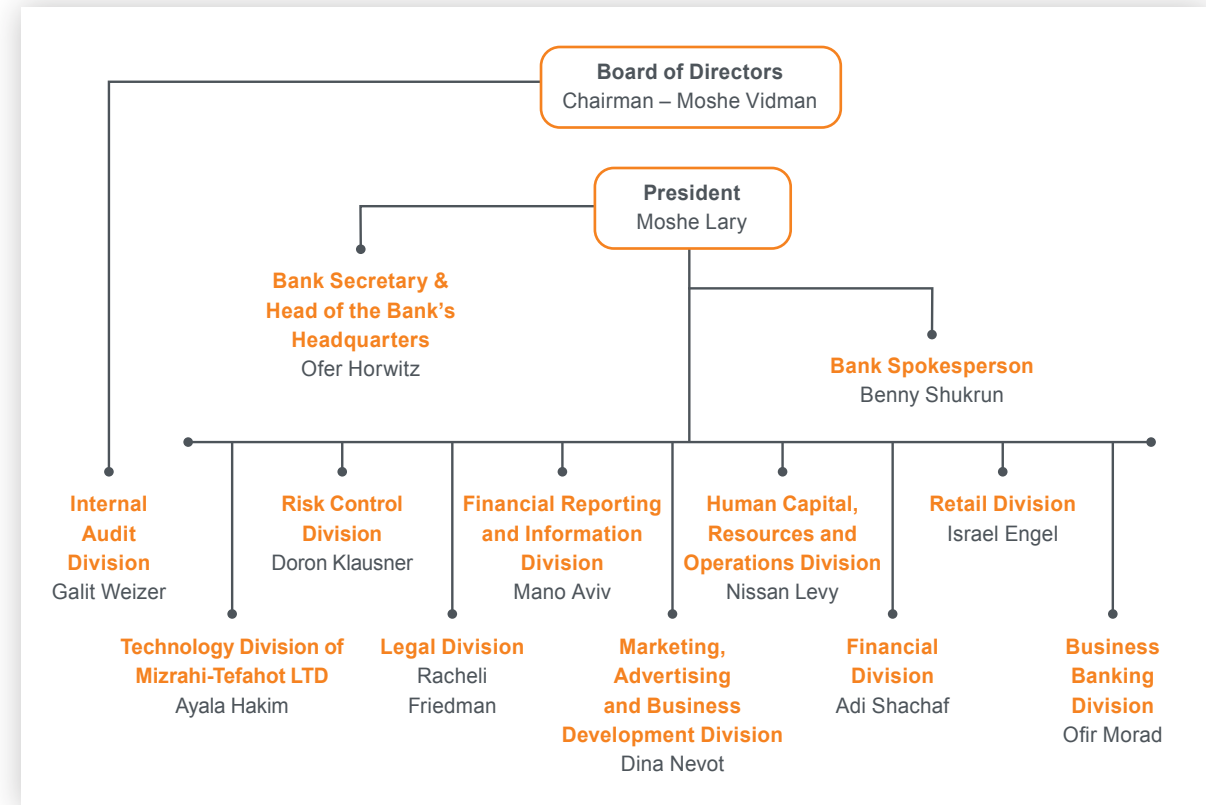 Board of Directors
Chairman – Moshe Vidman
President
Moshe Lary
Bank Secretary &
Head of the Bank’s
Headquarters
Ofer Horwitz
Bank Spokesperson
Benny Shukrun
Internal
Audit
Division
Galit Weizer
Risk Control
Division
Doron Klausner
Financial Reporting
and Information
Division
Mano Aviv
Human Capital,
Resources and
Operations Division
Nissan Levy
Retail Division
Israel Engel
Technology Division of
Mizrahi-Tefahot LTD
Ayala Hakim
Legal Division
Racheli
Friedman
Marketing,
Advertising
and Business
Development Division
Dina Nevot
Financial
Division
Adi Shachaf
Business
Banking
Division
Ofir Morad